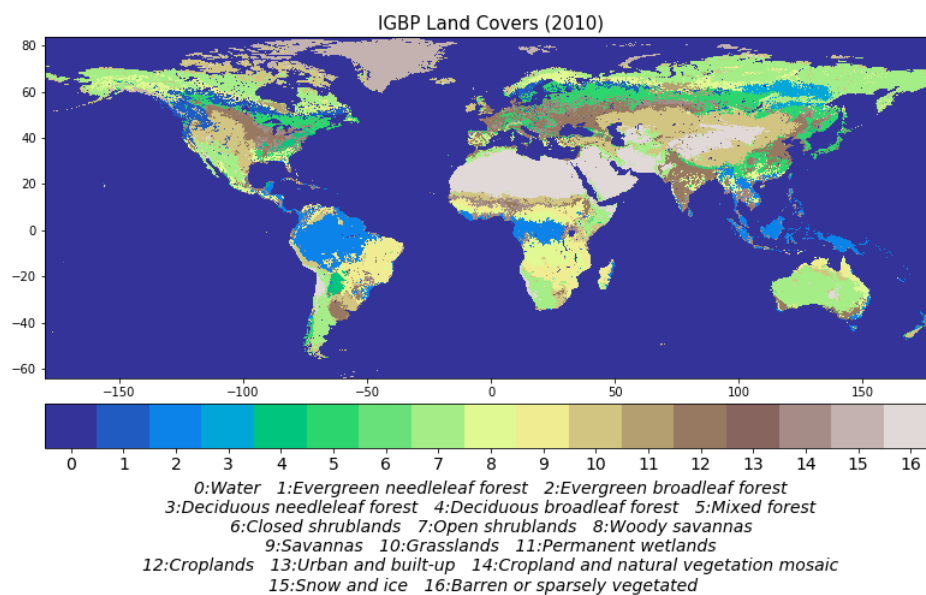 IGBP Land Covers (2010)
80
60
40
20
0
−20
−40
−60
−150 −100 −50 0 50 100 150
0 1 2 3 4 5 6 7 8 9 10 11 12 13 14 15 16
0:Water 1:Evergreen needleleaf forest 2:Evergreen broadleaf forest
3:Deciduous needleleaf forest 4:Deciduous broadleaf forest 5:Mixed forest
6:Closed shrublands 7:Open shrublands 8:Woody savannas
9:Savannas 10:Grasslands 11:Permanent wetlands
12:Croplands 13:Urban and built-up 14:Cropland and natural vegetation mosaic
15:Snow and ice 16:Barren or sparsely vegetated